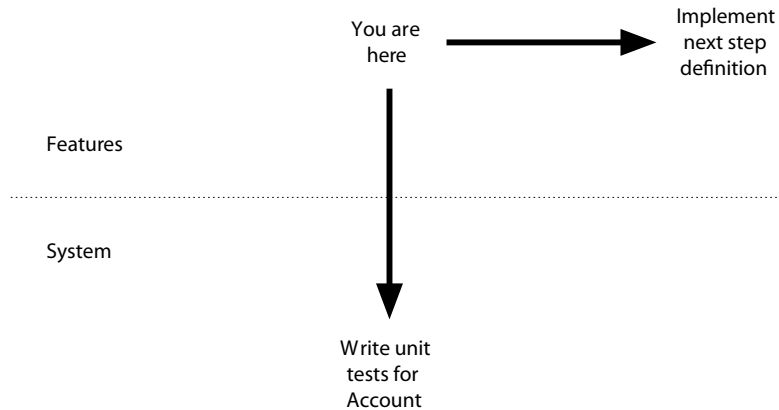 You are
here
Implement
next step
definition
Features
System
Write unit
tests for
Account